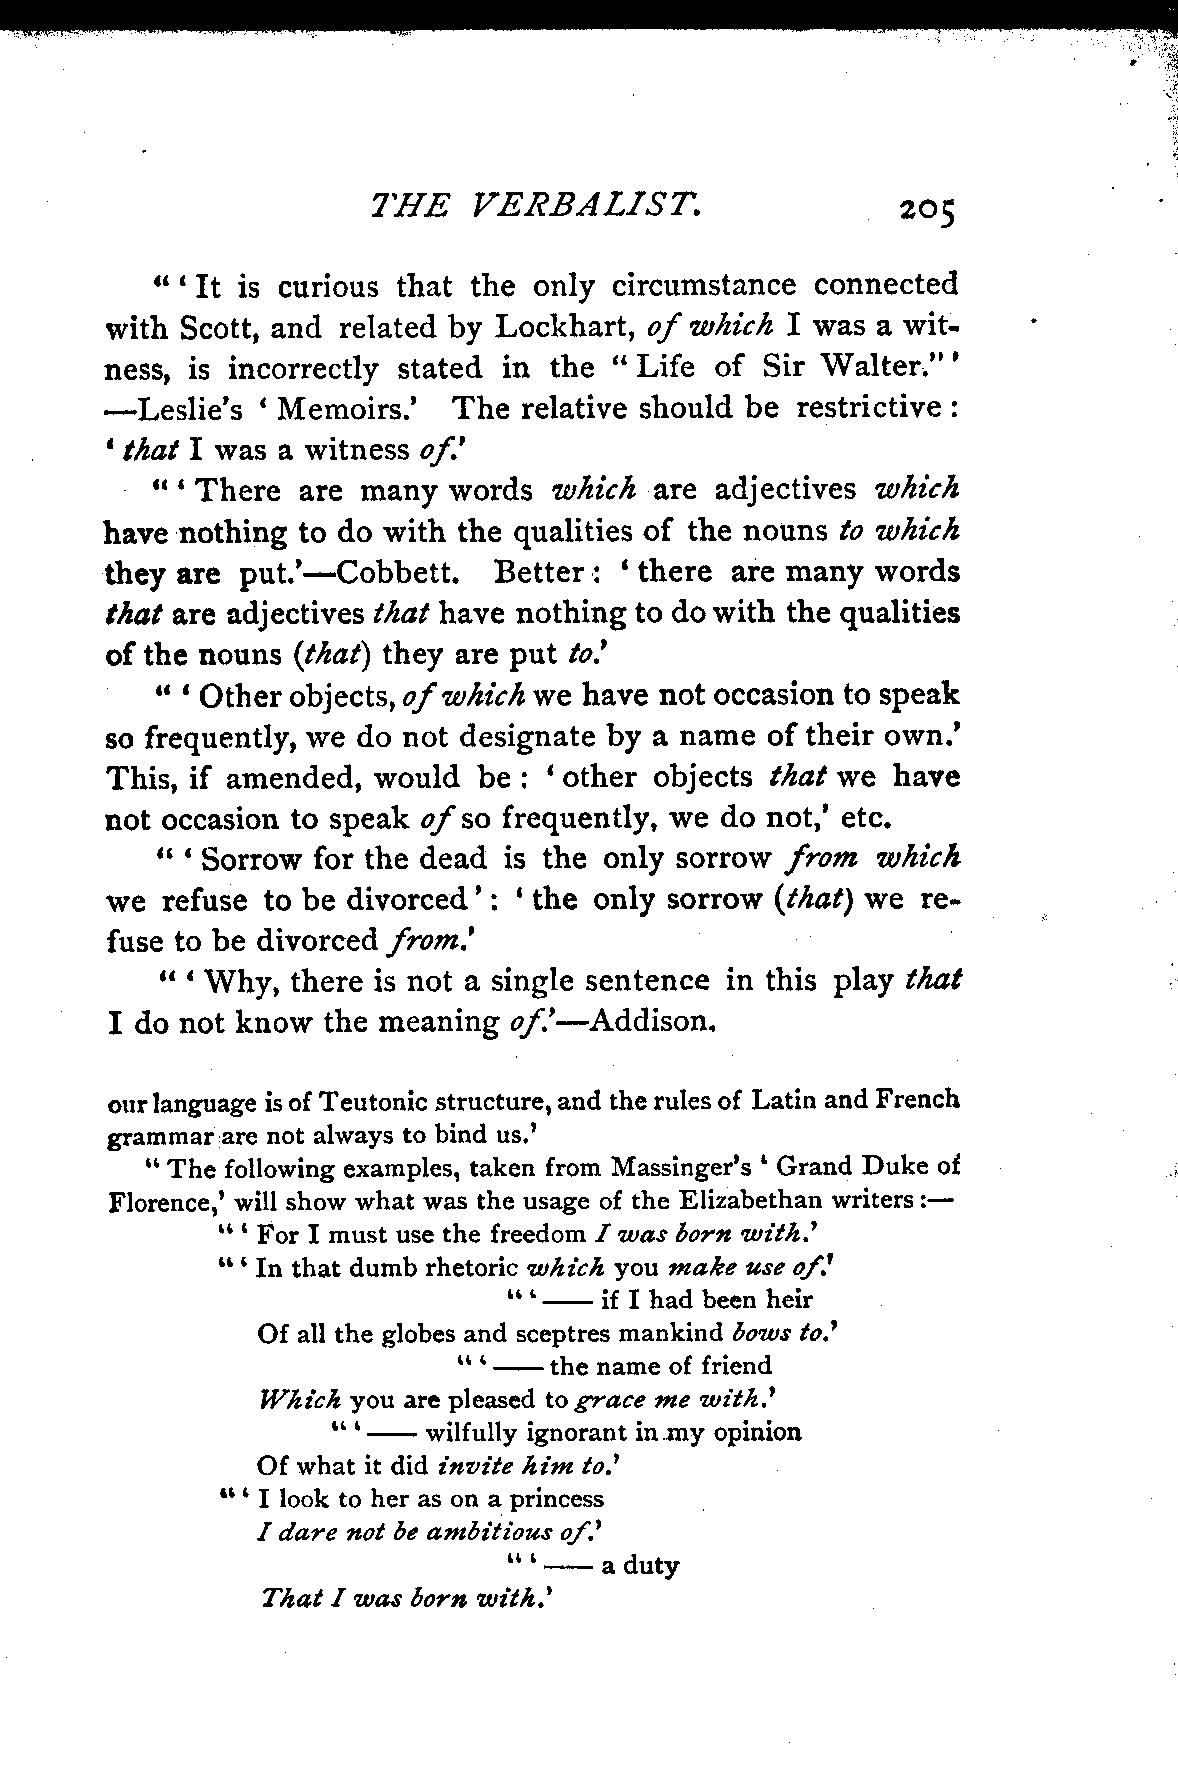 THE VERBALIST. 205
“‘It is curious that the only circumstance connected
with Scott, and related by Lockhart, of which I was a wit-
ness, is incorrectly stated in the “Life of Sir Walter.”’
—Leslie’s ‘Memoirs.’ The relative should be restrictive:
‘that I was a witness of.’
“‘There are many words which are adjectives which
have nothing to do with the qualities of the nouns to which
they are put.’—Cobbett. Better: ‘there are many words
that are adjectives that have nothing to do with the qualities
of the nouns (that) they are put to.’
“‘Other objects, of which we have not occasion to speak
so frequently, we do not designate by a name of their own.’
This, if amended, would be: ‘other objects that we have
not occasion to speak of so frequently, we do not,’ etc.
“‘Sorrow for the dead is the only sorrow from which
we refuse to be divorced’: ‘the only sorrow (that) we re-
fuse to be divorced from.’
“‘Why, there is not a single sentence in this play that
I do not know the meaning of.’—Addison.
our language is of Teutonic structure, and the rules of Latin and French
grammar are not always to bind us.’
“The following examples, taken from Massinger’s ‘Grand Duke of
Florence,’ will show what was the usage of the Elizabethan writers:—
“‘For I must use the freedom I was born with.’
“‘In that dumb rhetoric which you make use of.’
“‘—— if I had been heir
Of all the globes and sceptres mankind bows to.’
“‘—— the name of friend
Which you are pleased to grace me with.’
“‘—— wilfully ignorant in my opinion
Of what it did invite him to.’
“‘I look to her as on a princess
I dare not be ambitious of.’
“‘—— a duty
That I was born with.’